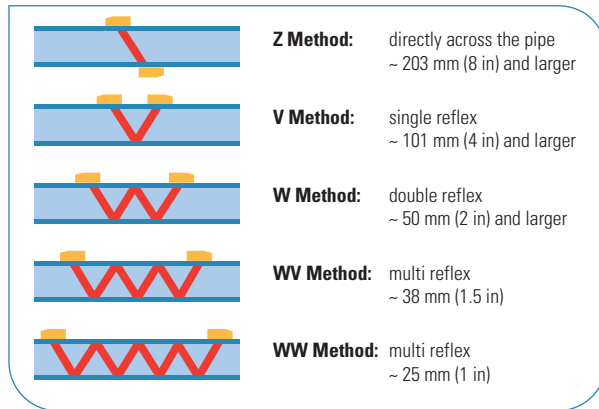 Z Method: directly across the pipe
~ 203 mm (8 in) and larger
V Method: single reflex
~ 101 mm (4 in) and larger
W Method: double reflex
~ 50 mm (2 in) and larger
WV Method: multi reflex
~ 38 mm (1.5 in)
WW Method: multi reflex
~ 25 mm (1 in)